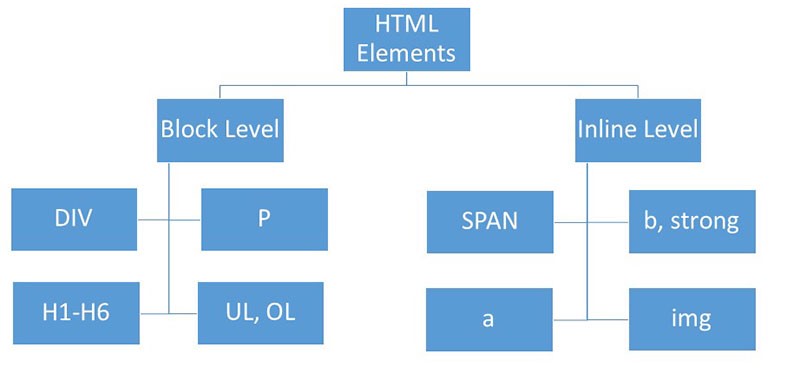 HTML
Elements
Block Level
Inline Level
DIV
P
SPAN
b, strong
H1-H6
UL, OL
a
img